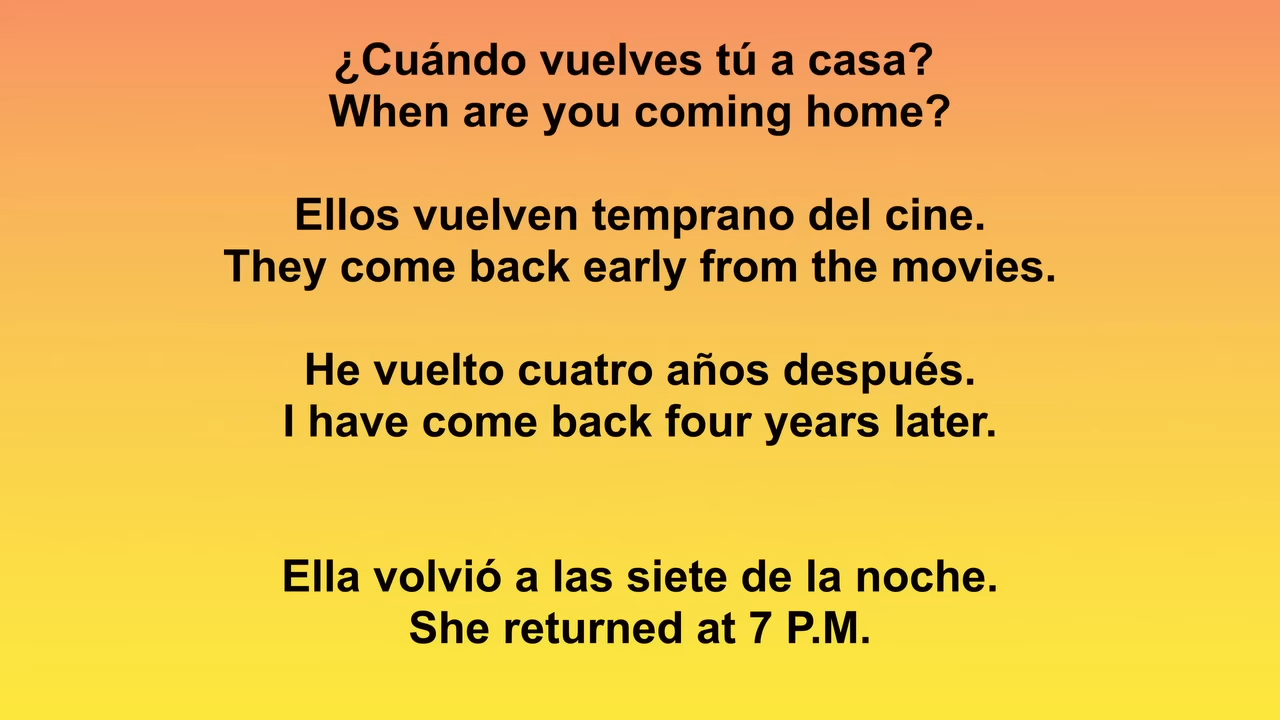 ¿Cuándo vuelves tú a casa?
When are you coming home?
Ellos vuelven temprano del cine.
They come back early from the movies.
He vuelto cuatro años después.
I have come back four years later.
Ella volvió a las siete de la noche.
She returned at 7 P.M.